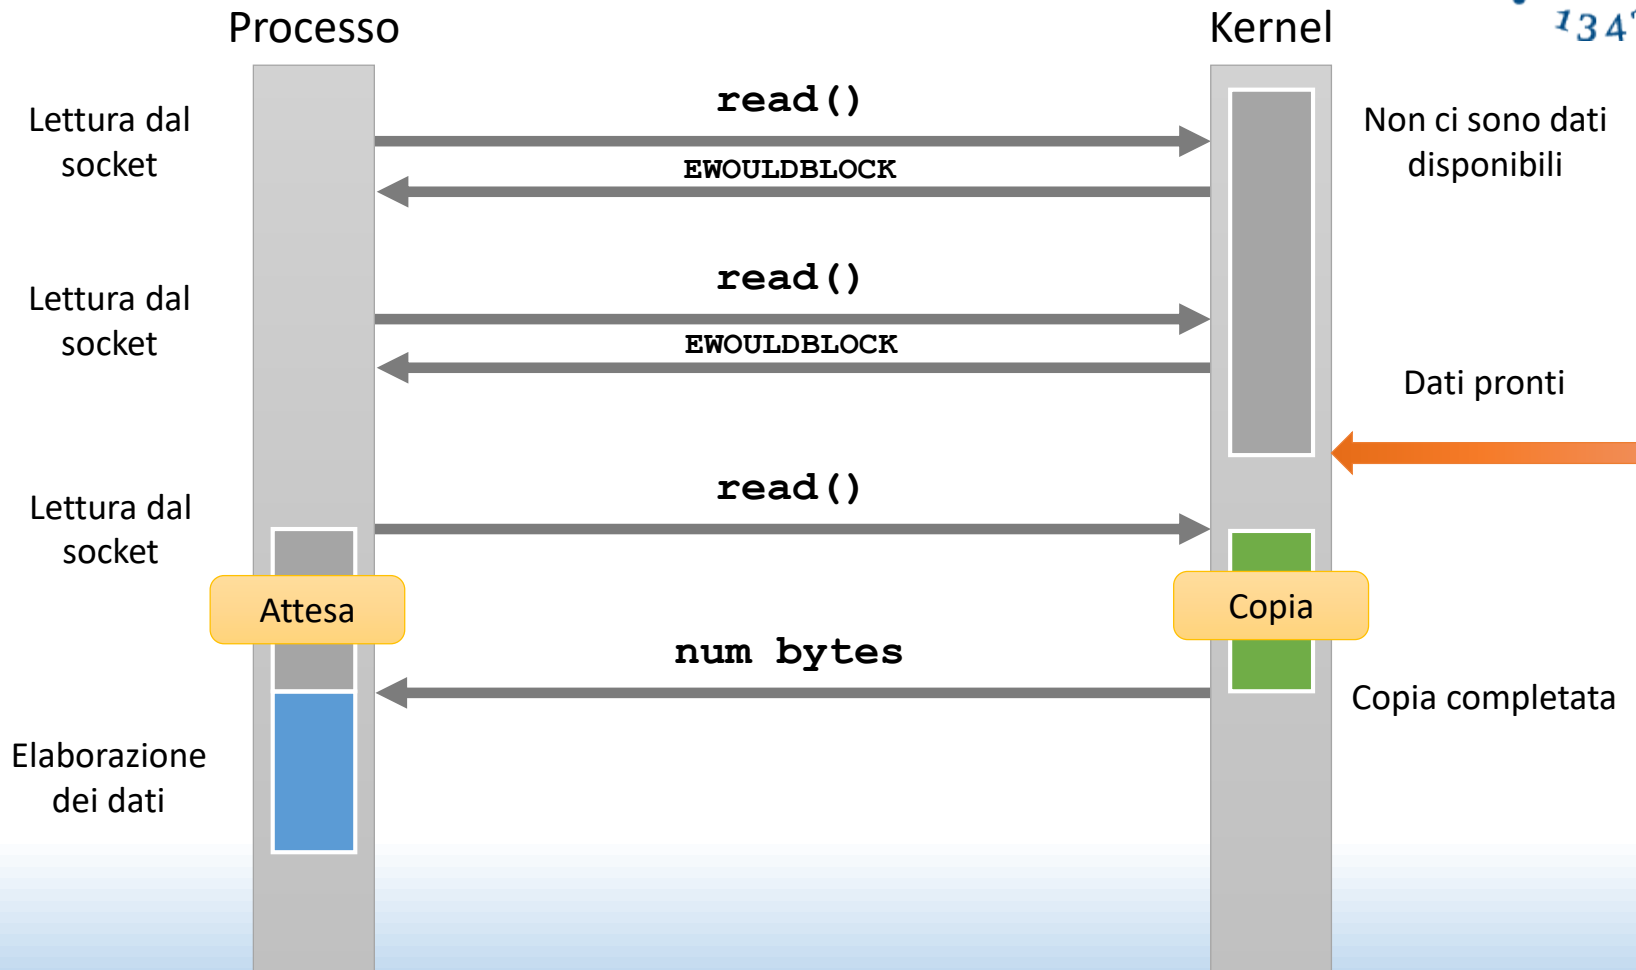 Processo
Kernel
134
Lettura dal
socket
read()
EWOULDBLOCK
Non ci sono dati
disponibili
Lettura dal
socket
read()
EWOULDBLOCK
Dati pronti
Lettura dal
socket
read()
Attesa
Copia
num bytes
Copia completata
Elaborazione
dei dati